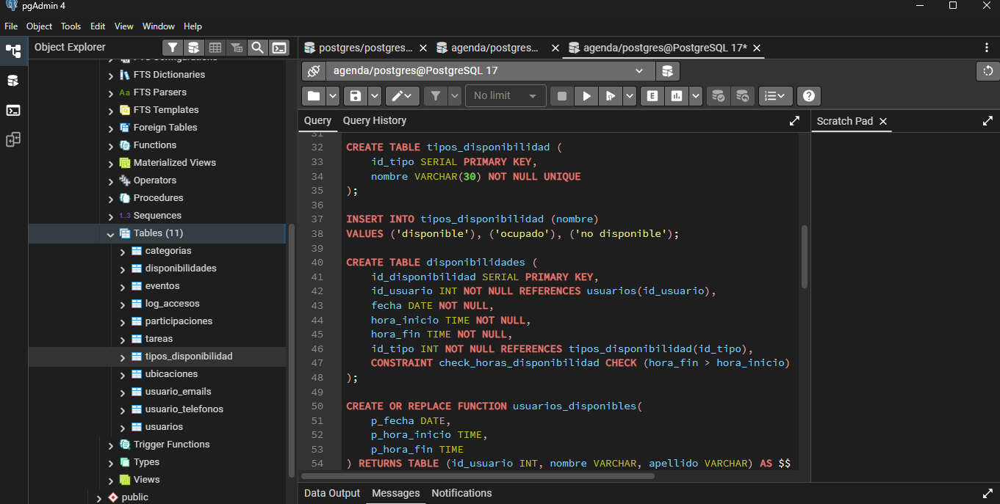 pgAdmin 4
File Object Tools Edit View Window Help
Object Explorer
FTS Configurations
FTS Dictionaries
Aa FTS Parsers
FTS Templates
Foreign Tables
Functions
Materialized Views
Operators
Procedures
1..3 Sequences
Tables (11)
categorias
disponibilidades
eventos
log_accesos
participaciones
tareas
tipos_disponibilidad
ubicaciones
usuario_emails
usuario_telefonos
usuarios
Trigger Functions
Types
Views
public
postgres/postgres... agenda/postgres... agenda/postgres@PostgreSQL 17*
agenda/postgres@PostgreSQL 17
No limit E
Query Query History
31
32 CREATE TABLE tipos_disponibilidad (
33 id_tipo SERIAL PRIMARY KEY,
34 nombre VARCHAR(30) NOT NULL UNIQUE
35 );
36
37 INSERT INTO tipos_disponibilidad (nombre)
38 VALUES ('disponible'), ('ocupado'), ('no disponible');
39
40 CREATE TABLE disponibilidades (
41 id_disponibilidad SERIAL PRIMARY KEY,
42 id_usuario INT NOT NULL REFERENCES usuarios(id_usuario),
43 fecha DATE NOT NULL,
44 hora_inicio TIME NOT NULL,
45 hora_fin TIME NOT NULL,
46 id_tipo INT NOT NULL REFERENCES tipos_disponibilidad(id_tipo),
47 CONSTRAINT check_horas_disponibilidad CHECK (hora_fin > hora_inicio)
48 );
49
50 CREATE OR REPLACE FUNCTION usuarios_disponibles(
51 p_fecha DATE,
52 p_hora_inicio TIME,
53 p_hora_fin TIME
54 ) RETURNS TABLE (id_usuario INT, nombre VARCHAR, apellido VARCHAR) AS $$
Scratch Pad
Data Output Messages Notifications